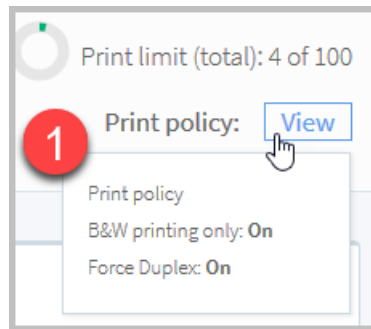 Print limit (total): 4 of 100
Print policy: View
1
Print policy
B&W printing only: On
Force Duplex: On